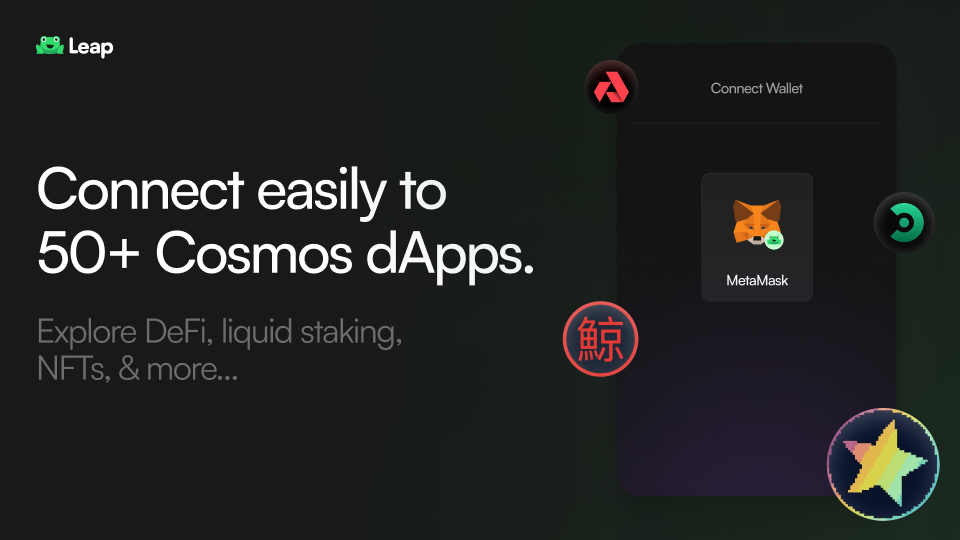 Leap
Connect easily to
50+ Cosmos dApps.
Explore DeFi, liquid staking,
NFTs, & more...
Connect Wallet
MetaMask
鯨